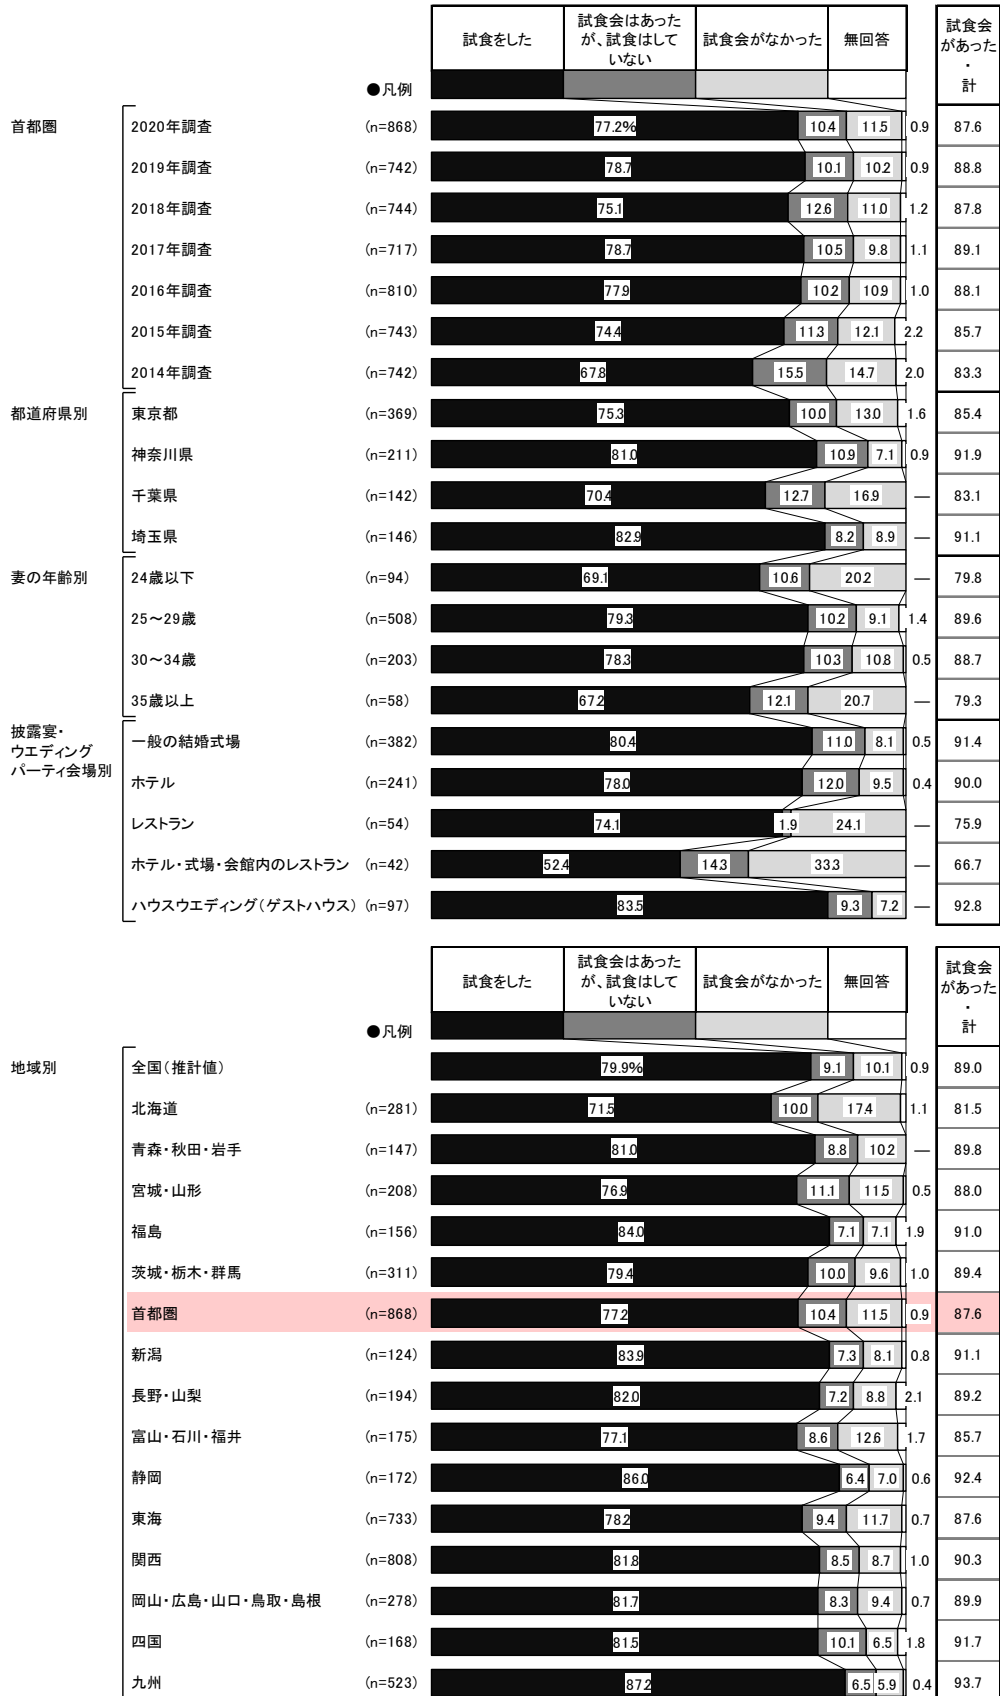 試食をした 試食会はあったが、試食はしていない 試食会がなかった 無回答 試食会があった・計
●凡例
首都圏 2020年調査 (n=868) 77.2% 10.4 11.5 0.9 87.6
2019年調査 (n=742) 78.7 10.1 10.2 0.9 88.8
2018年調査 (n=744) 75.1 12.6 11.0 1.2 87.8
2017年調査 (n=717) 78.7 10.5 9.8 1.1 89.1
2016年調査 (n=810) 77.9 10.2 10.9 1.0 88.1
2015年調査 (n=743) 74.4 11.3 12.1 2.2 85.7
2014年調査 (n=742) 67.8 15.5 14.7 2.0 83.3
都道府県別 東京都 (n=369) 75.3 10.0 13.0 1.6 85.4
神奈川県 (n=211) 81.0 10.9 7.1 0.9 91.9
千葉県 (n=142) 70.4 12.7 16.9 — 83.1
埼玉県 (n=146) 82.9 8.2 8.9 — 91.1
妻の年齢別 24歳以下 (n=94) 69.1 10.6 20.2 — 79.8
25～29歳 (n=508) 79.3 10.2 9.1 1.4 89.6
30～34歳 (n=203) 78.3 10.3 10.8 0.5 88.7
35歳以上 (n=58) 67.2 12.1 20.7 — 79.3
披露宴・ウエディングパーティ会場別 一般の結婚式場 (n=382) 80.4 11.0 8.1 0.5 91.4
ホテル (n=241) 78.0 12.0 9.5 0.4 90.0
レストラン (n=54) 74.1 1.9 24.1 — 75.9
ホテル・式場・会館内のレストラン (n=42) 52.4 14.3 33.3 — 66.7
ハウスウエディング(ゲストハウス) (n=97) 83.5 9.3 7.2 — 92.8
試食をした 試食会はあったが、試食はしていない 試食会がなかった 無回答 試食会があった・計
●凡例
地域別 全国(推計値) 79.9% 9.1 10.1 0.9 89.0
北海道 (n=281) 71.5 10.0 17.4 1.1 81.5
青森・秋田・岩手 (n=147) 81.0 8.8 10.2 — 89.8
宮城・山形 (n=208) 76.9 11.1 11.5 0.5 88.0
福島 (n=156) 84.0 7.1 7.1 1.9 91.0
茨城・栃木・群馬 (n=311) 79.4 10.0 9.6 1.0 89.4
首都圏 (n=868) 77.2 10.4 11.5 0.9 87.6
新潟 (n=124) 83.9 7.3 8.1 0.8 91.1
長野・山梨 (n=194) 82.0 7.2 8.8 2.1 89.2
富山・石川・福井 (n=175) 77.1 8.6 12.6 1.7 85.7
静岡 (n=172) 86.0 6.4 7.0 0.6 92.4
東海 (n=733) 78.2 9.4 11.7 0.7 87.6
関西 (n=808) 81.8 8.5 8.7 1.0 90.3
岡山・広島・山口・鳥取・島根 (n=278) 81.7 8.3 9.4 0.7 89.9
四国 (n=168) 81.5 10.1 6.5 1.8 91.7
九州 (n=523) 87.2 6.5 5.9 0.4 93.7